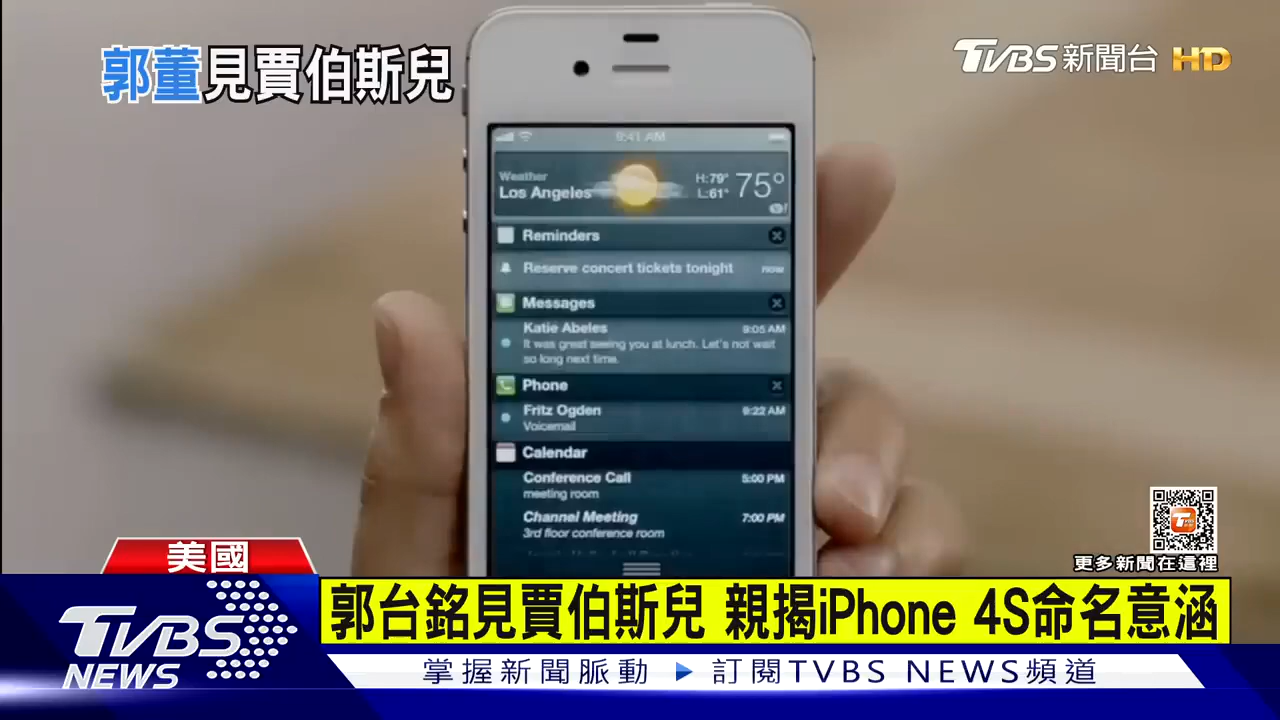 郭董見賈伯斯兒
TVBS新聞台 HD
9:41 AM
Weather
Los Angeles
H:79°
L:61°
75°
Reminders
Reserve concert tickets tonight
now
Messages
Katie Abeles
9:05 AM
It was great seeing you at lunch. Let's not wait
so long next time.
Phone
Fritz Ogden
9:22 AM
Voicemail
Calendar
Conference Call
5:00 PM
meeting room
Channel Meeting
7:00 PM
3rd floor conference room
更多新聞在這裡
美國
郭台銘見賈伯斯兒 親揭iPhone 4S命名意涵
TVBS
NEWS
掌握新聞脈動 ▶ 訂閱TVBS NEWS頻道